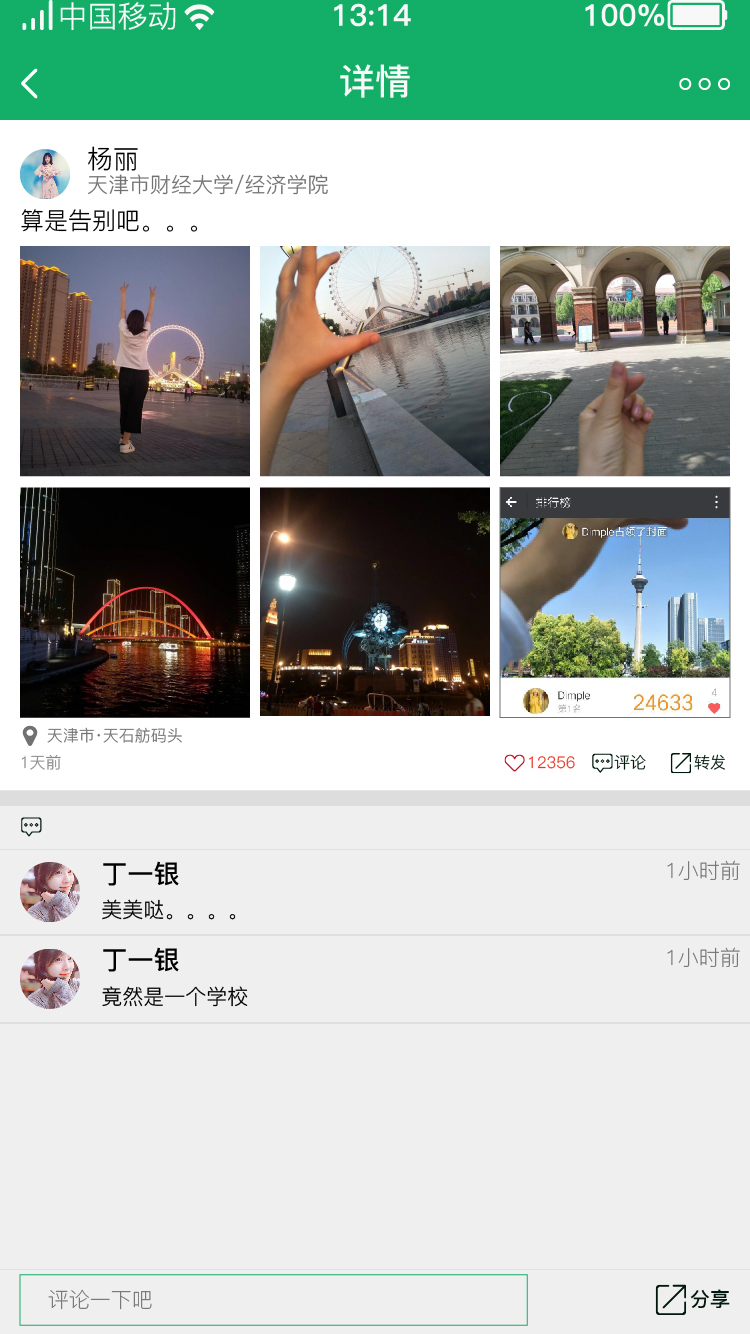 中国移动 13:14 100%
详情
杨丽
天津市财经大学/经济学院
算是告别吧。。。
排行榜
Dimple占领了封面
Dimple
第1名
24633
4
天津市·天石舫码头
1天前
12356 评论 转发
丁一银 1小时前
美美哒。。。。
丁一银 1小时前
竟然是一个学校
评论一下吧 分享